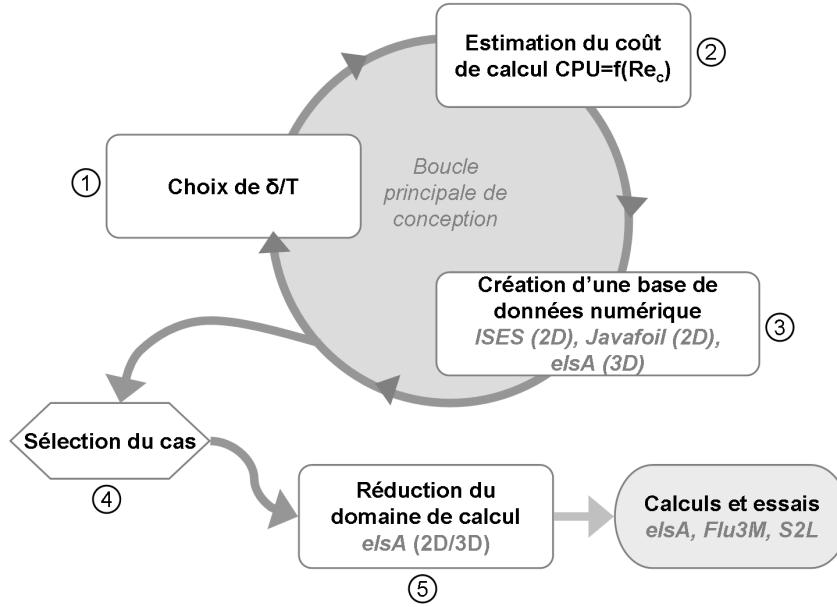 Estimation du coût
de calcul CPU=f(Re_c)
②
①
Choix de δ/T
Boucle
principale de
conception
Création d'une base de
données numérique
ISES (2D), Javafoil (2D),
elsA (3D)
③
Sélection du cas
④
Réduction du
domaine de calcul
elsA (2D/3D)
⑤
Calculs et essais
elsA, Flu3M, S2L